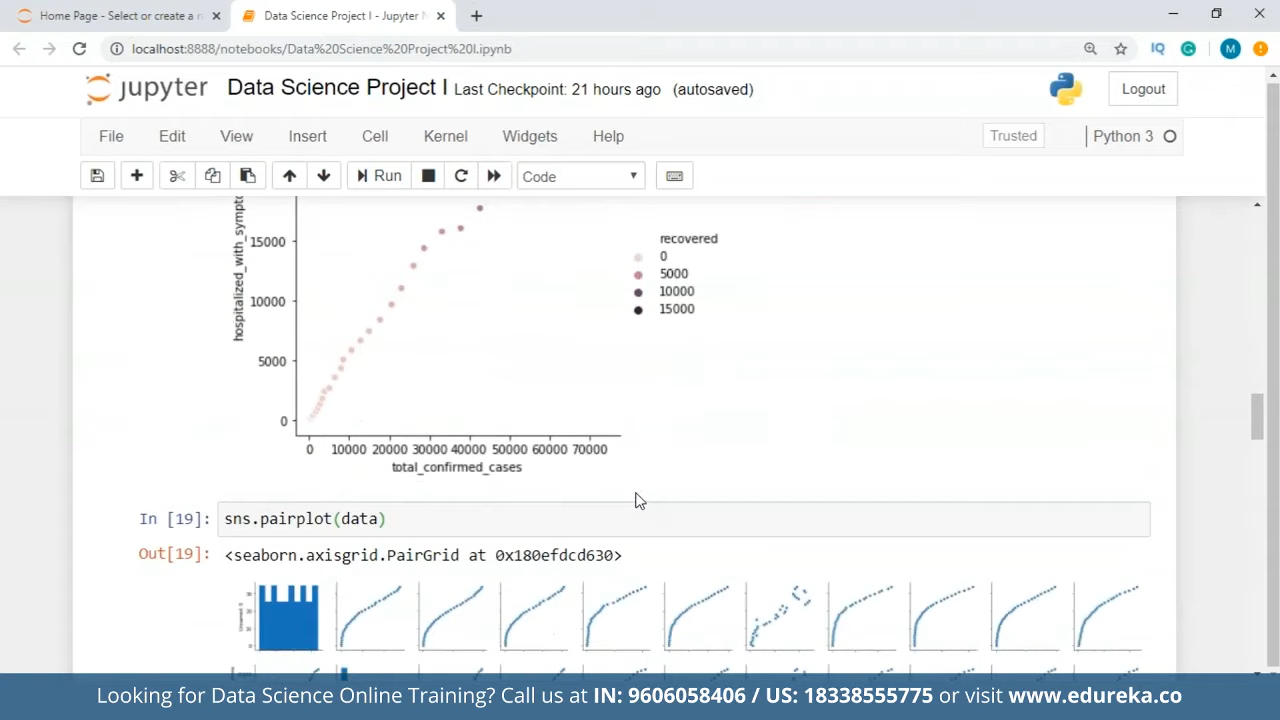 Home Page - Select or create a n
Data Science Project I - Jupyter N
localhost:8888/notebooks/Data%20Science%20Project%20I.ipynb
IQ
G
M
jupyter
Data Science Project I Last Checkpoint: 21 hours ago (autosaved)
Logout
File Edit View Insert Cell Kernel Widgets Help
Trusted
Python 3
Run
Code
hospitalized_with_sympto
15000
10000
5000
0
recovered
0
5000
10000
15000
0 10000 20000 30000 40000 50000 60000 70000
total_confirmed_cases
In [19]: sns.pairplot(data)
Out[19]: <seaborn.axisgrid.PairGrid at 0x180efdcd630>
Looking for Data Science Online Training? Call us at IN: 9606058406 / US: 18338555775 or visit www.edureka.co